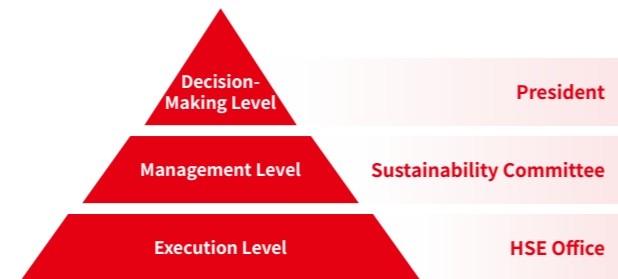 Decision-
Making Level
President
Management Level
Sustainability Committee
Execution Level
HSE Office